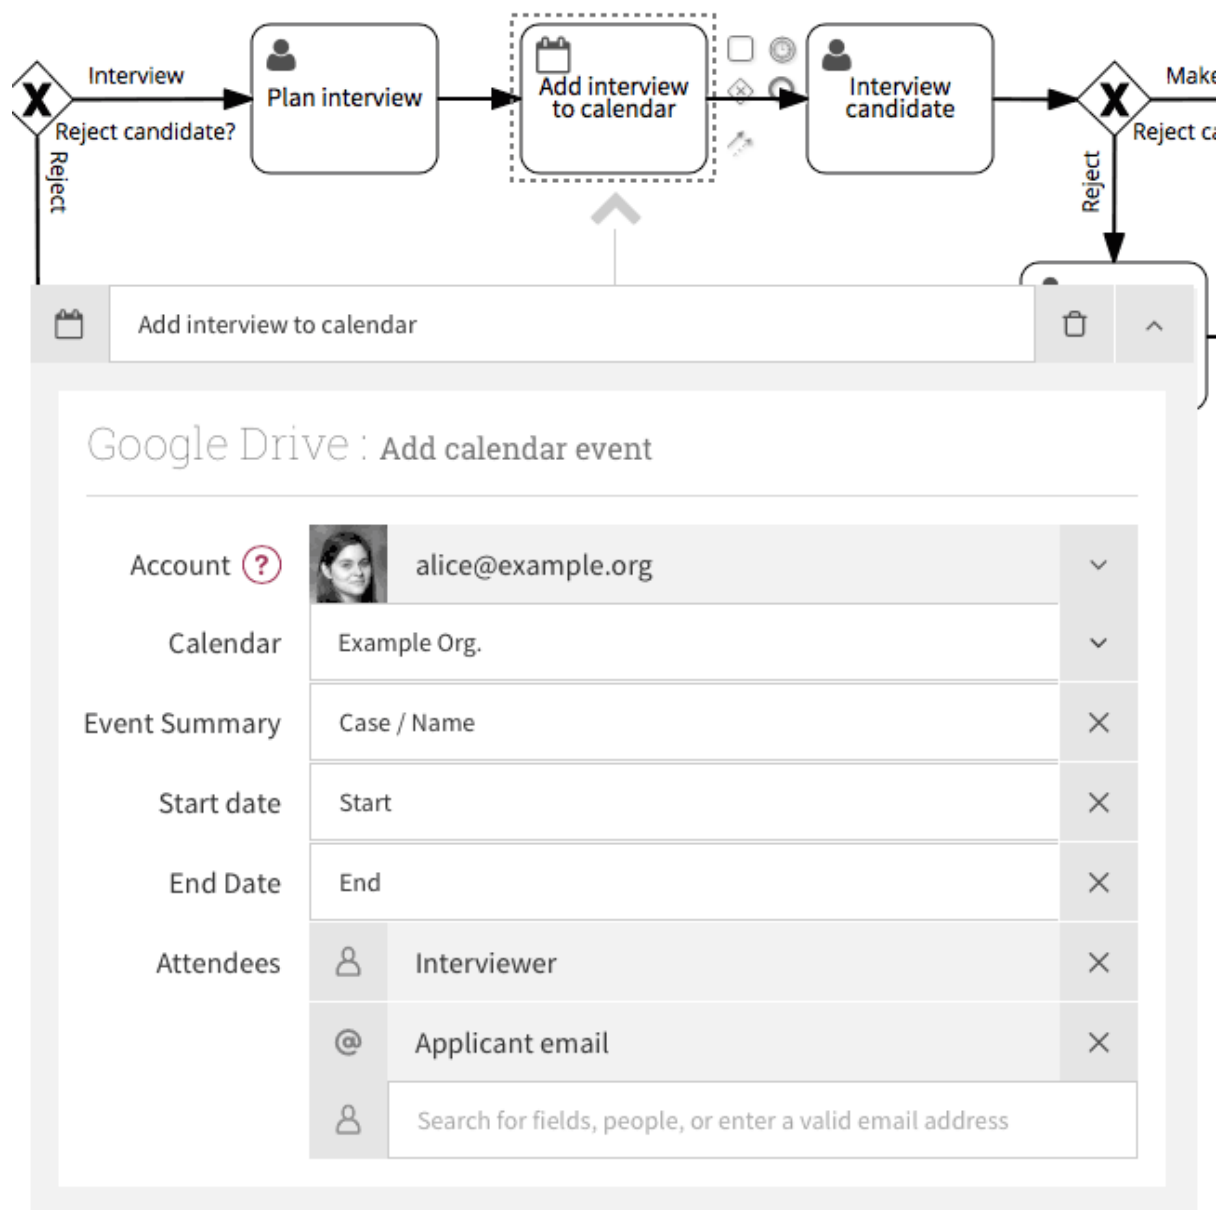 Interview
Reject candidate?
Reject
Plan interview
Add interview
to calendar
Interview
candidate
Make
Reject ca
Reject
Add interview to calendar
Google Drive : Add calendar event
Account ?
alice@example.org
Calendar
Example Org.
Event Summary
Case / Name
Start date
Start
End Date
End
Attendees
Interviewer
@
Applicant email
Search for fields, people, or enter a valid email address